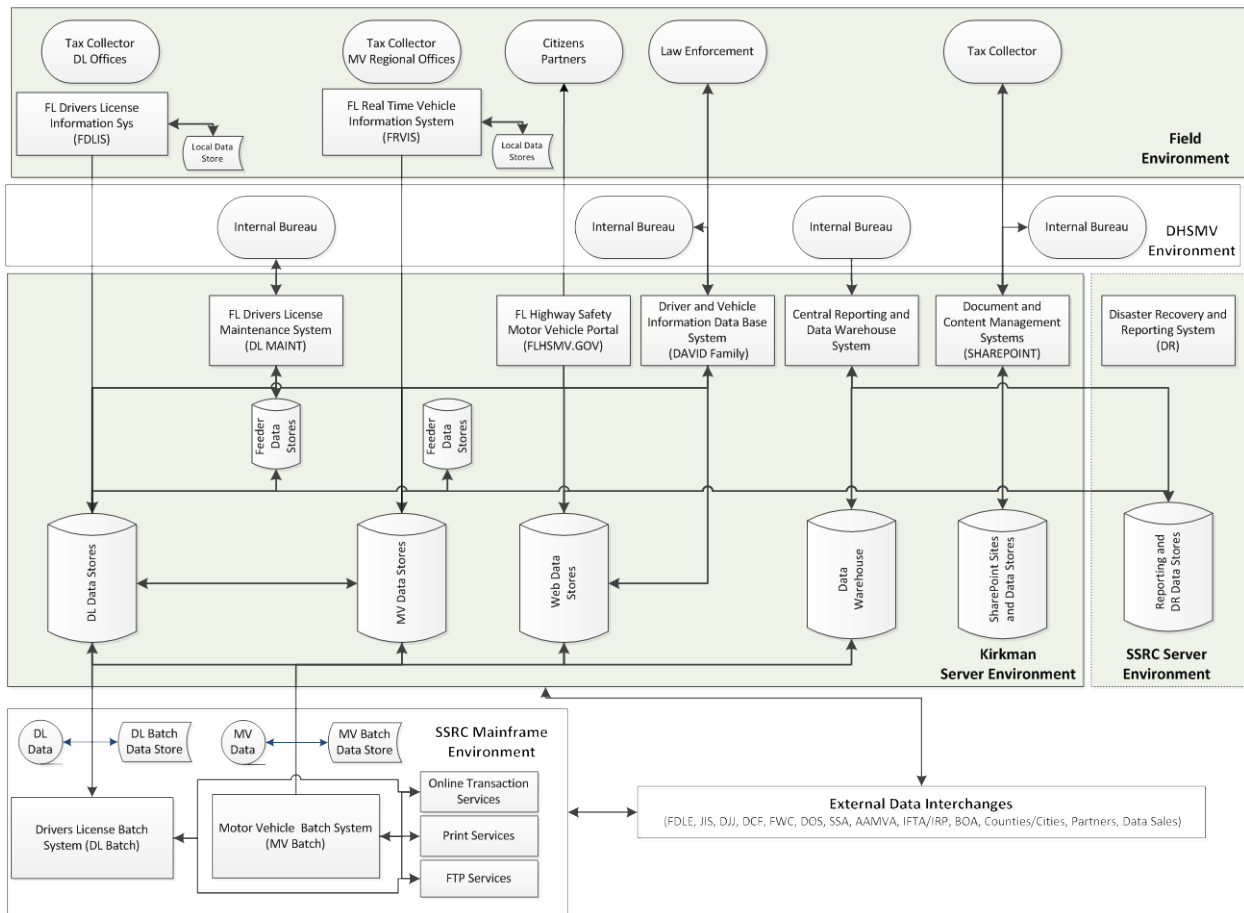 Tax Collector
DL Offices
Tax Collector
MV Regional Offices
Citizens
Partners
Law Enforcement
Tax Collector
FL Drivers License
Information Sys
(FDLIS)
Local Data
Store
FL Real Time Vehicle
Information System
(FRVIS)
Local Data
Stores
Field
Environment
Internal Bureau
Internal Bureau
Internal Bureau
Internal Bureau
DHSMV
Environment
FL Drivers License
Maintenance System
(DL MAINT)
FL Highway Safety
Motor Vehicle Portal
(FLHSMV.GOV)
Driver and Vehicle
Information Data Base
System
(DAVID Family)
Central Reporting and
Data Warehouse
System
Document and
Content Management
Systems
(SHAREPOINT)
Disaster Recovery and
Reporting System
(DR)
Feeder
Data
Stores
Feeder
Data
Stores
DL Data Stores
MV Data Stores
Web Data
Stores
Data
Warehouse
SharePoint Sites
and Data Stores
Reporting and
DR Data Stores
Kirkman
Server Environment
SSRC Server
Environment
DL
Data
DL Batch
Data Store
MV
Data
MV Batch
Data Store
SSRC Mainframe
Environment
Drivers License Batch
System (DL Batch)
Motor Vehicle Batch System
(MV Batch)
Online Transaction
Services
Print Services
FTP Services
External Data Interchanges
(FDLE, JIS, DJJ, DCF, FWC, DOS, SSA, AAMVA, IFTA/IRP, BOA, Counties/Cities, Partners, Data Sales)